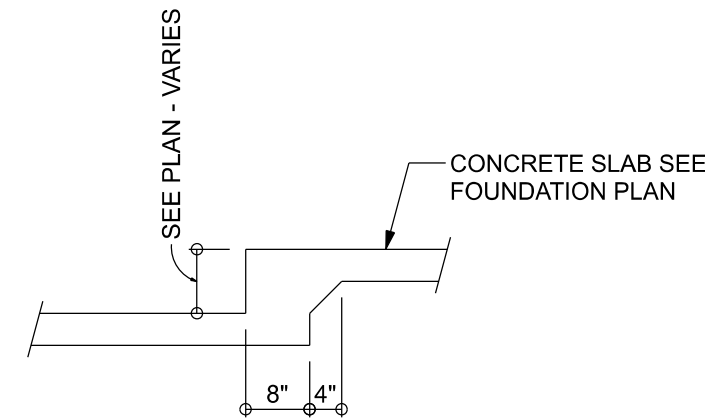 SEE PLAN - VARIES
CONCRETE SLAB SEE
FOUNDATION PLAN
8"
4"